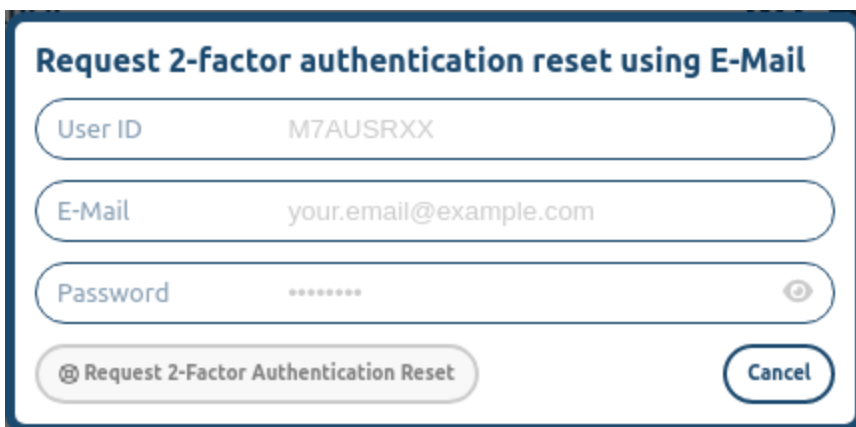 Request 2-factor authentication reset using E-Mail
User ID M7AUSRXX
E-Mail your.email@example.com
Password ••••••••
Request 2-Factor Authentication Reset Cancel